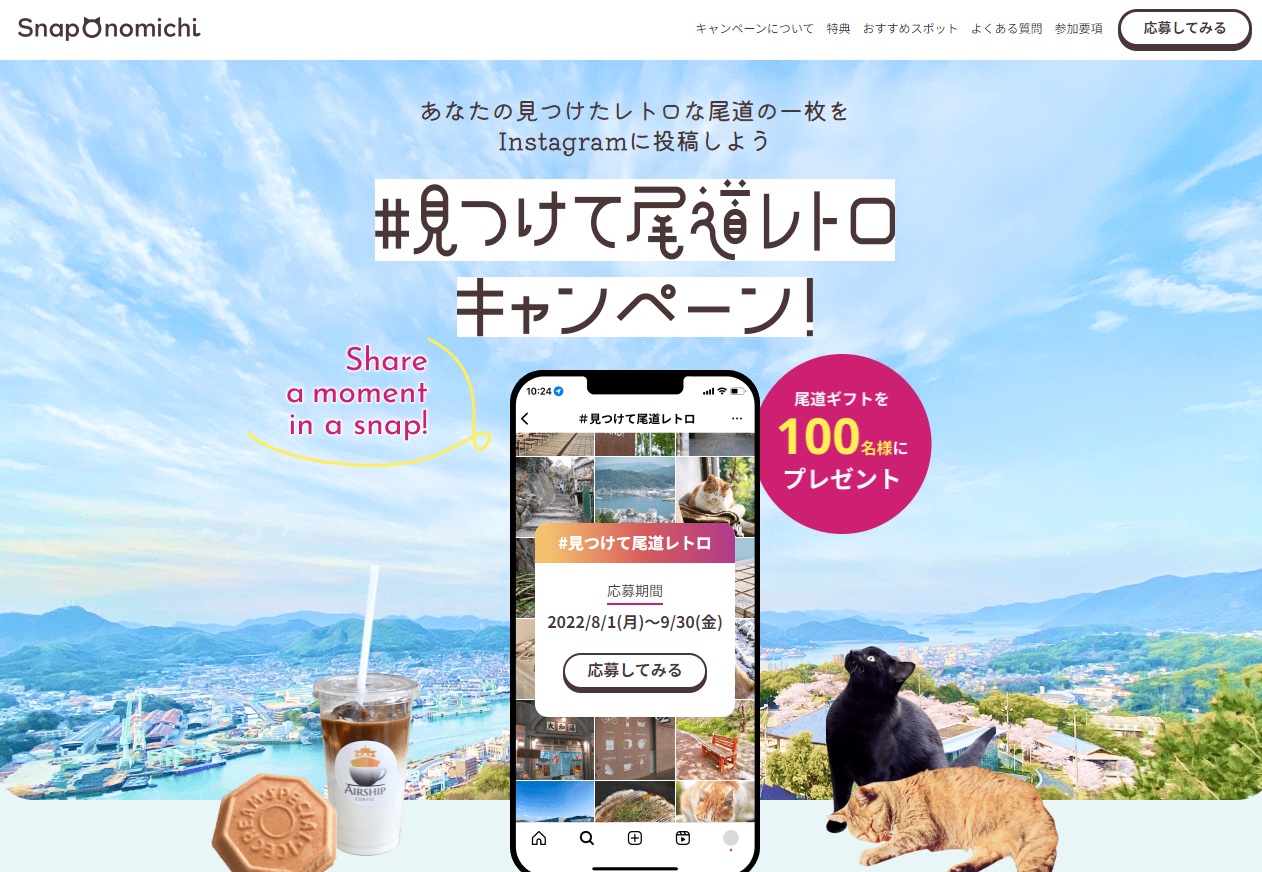 SnapOnomichi
キャンペーンについて 特典 おすすめスポット よくある質問 参加要項 応募してみる
あなたの見つけたレトロな尾道の一枚を
Instagramに投稿しよう
#見つけて尾道レトロ
キャンペーン!
Share
a moment
in a snap!
尾道ギフトを
100名様に
プレゼント
10:24
#見つけて尾道レトロ
#見つけて尾道レトロ
応募期間
2022/8/1(月)〜9/30(金)
応募してみる
AIRSHIP
COFFEE
ICECREAM・SPECIAL